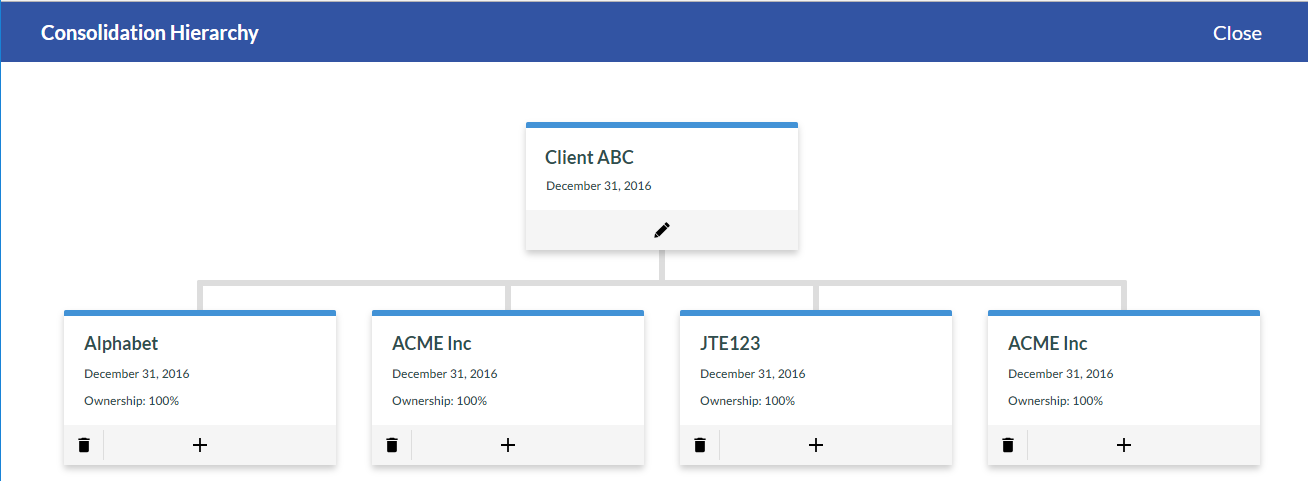 Consolidation Hierarchy
Close
Client ABC
December 31, 2016
Alphabet
December 31, 2016
Ownership: 100%
ACME Inc
December 31, 2016
Ownership: 100%
JTE123
December 31, 2016
Ownership: 100%
ACME Inc
December 31, 2016
Ownership: 100%